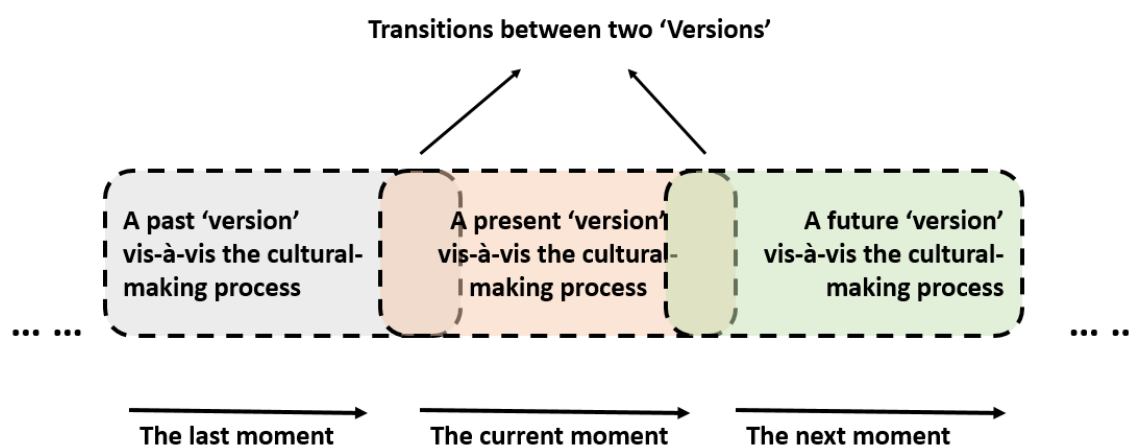 Transitions between two ‘Versions’
A past ‘version’
vis-à-vis the cultural-
making process
A present ‘version’
vis-à-vis the cultural-
making process
A future ‘version’
vis-à-vis the cultural-
making process
... ...
... ..
The last moment
The current moment
The next moment